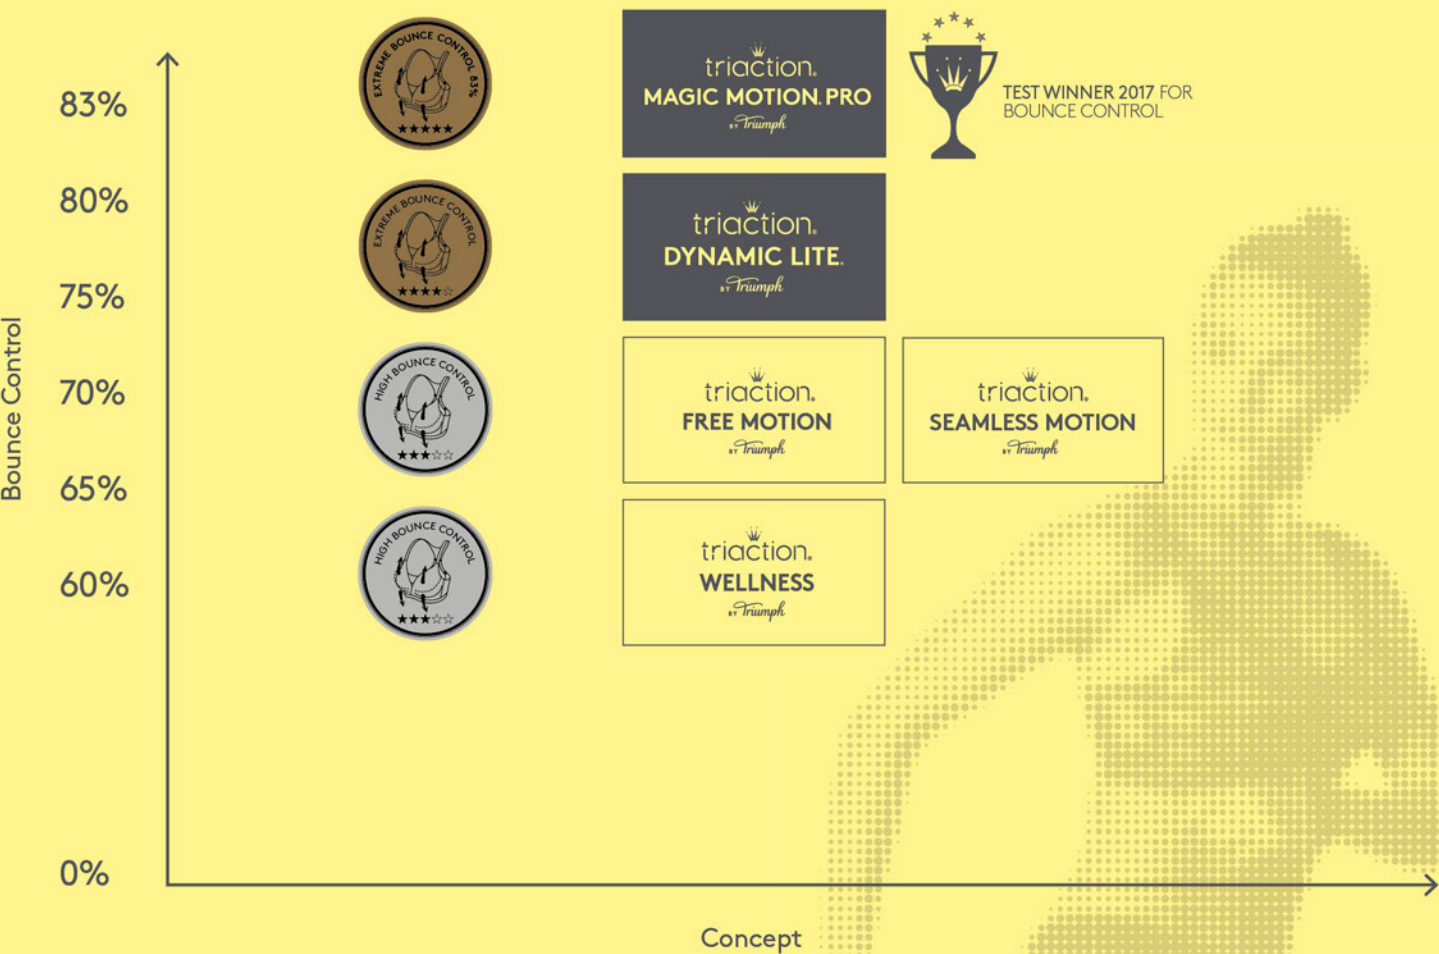 83%
EXTREME BOUNCE CONTROL 83%
triaction®
MAGIC MOTION® PRO
BY Triumph
TEST WINNER 2017 FOR
BOUNCE CONTROL
80%
EXTREME BOUNCE CONTROL
triaction®
DYNAMIC LITE®
BY Triumph
75%
Bounce Control
70%
HIGH BOUNCE CONTROL
triaction®
FREE MOTION
BY Triumph
triaction®
SEAMLESS MOTION
BY Triumph
65%
HIGH BOUNCE CONTROL
triaction®
WELLNESS
BY Triumph
60%
0%
Concept